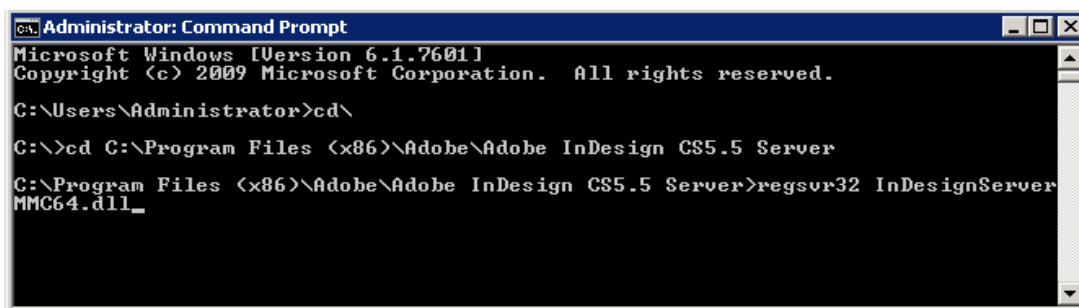 Administrator: Command Prompt
Microsoft Windows [Version 6.1.7601]
Copyright (c) 2009 Microsoft Corporation.  All rights reserved.
C:\Users\Administrator>cd\
C:\>cd C:\Program Files (x86)\Adobe\Adobe InDesign CS5.5 Server
C:\Program Files (x86)\Adobe\Adobe InDesign CS5.5 Server>regsvr32 InDesignServer
MMC64.dll_